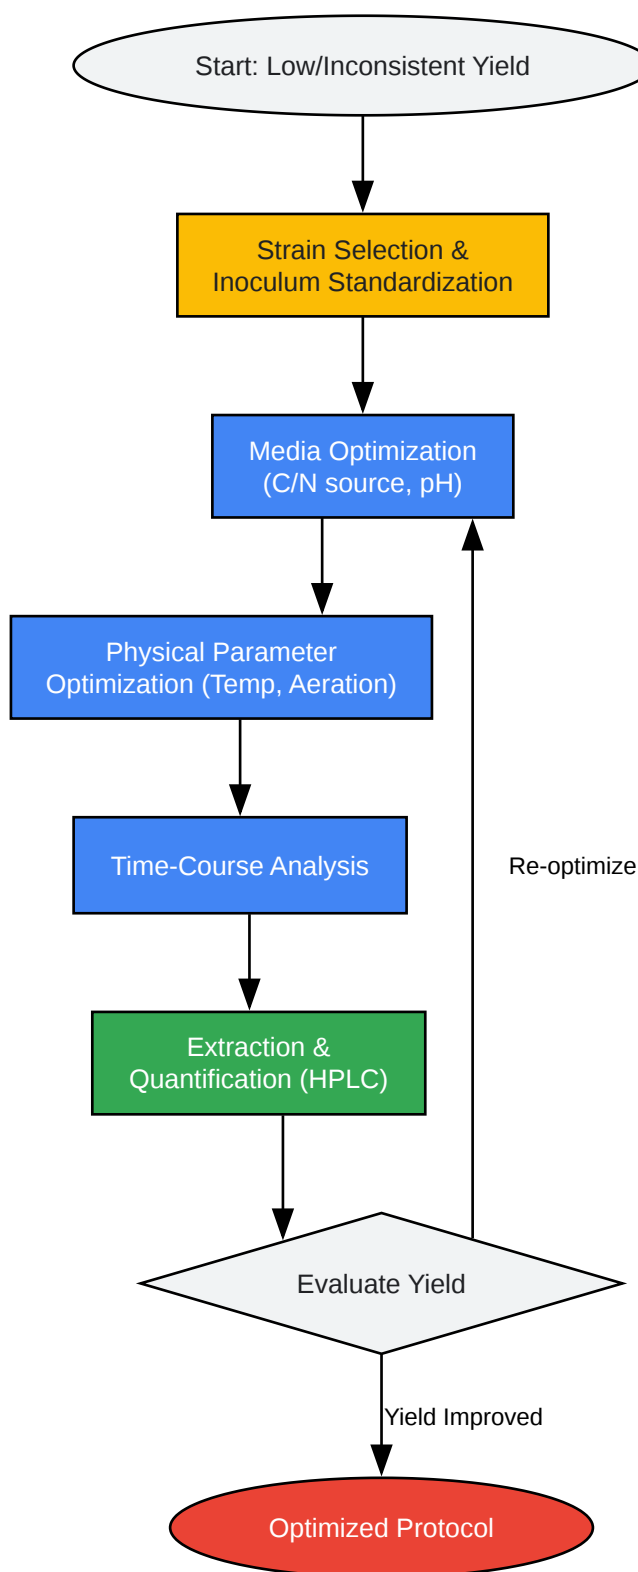 Start: Low/Inconsistent Yield
Strain Selection &
Inoculum Standardization
Media Optimization
(C/N source, pH)
Physical Parameter
Optimization (Temp, Aeration)
Time-Course Analysis
Re-optimize
Extraction &
Quantification (HPLC)
Evaluate Yield
Yield Improved
Optimized Protocol